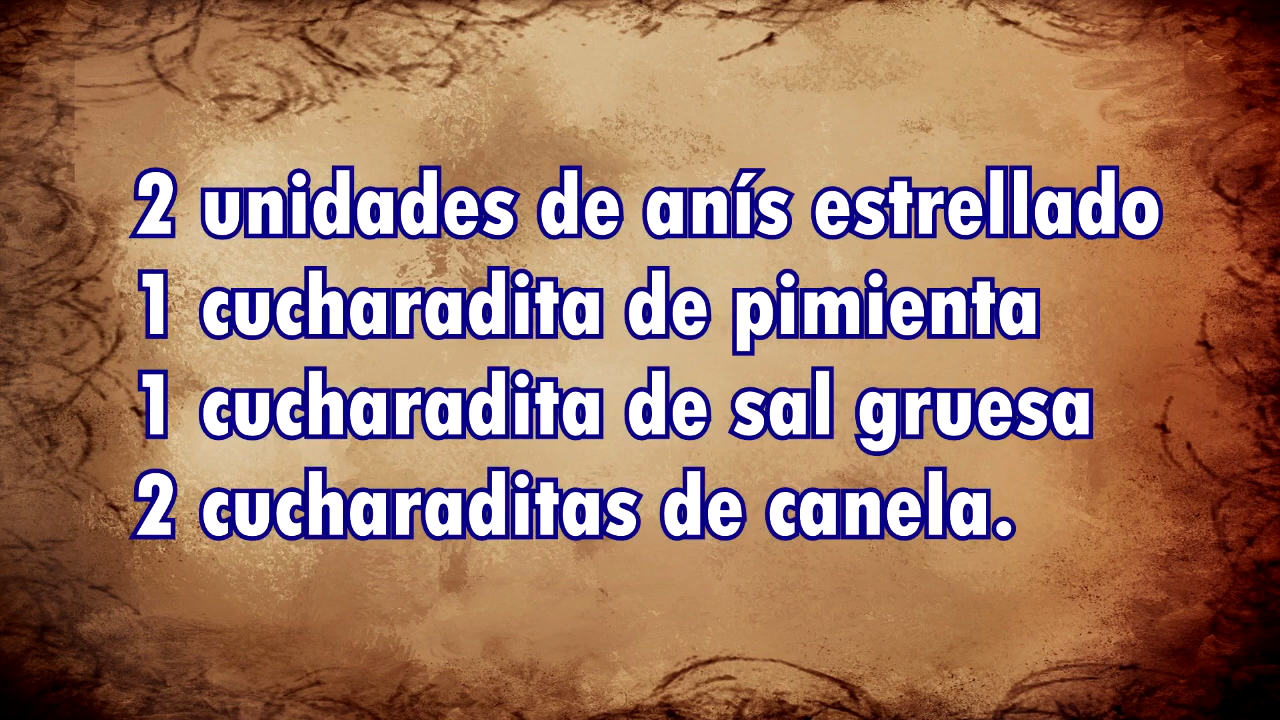 2 unidades de anís estrellado
1 cucharadita de pimienta
1 cucharadita de sal gruesa
2 cucharaditas de canela.